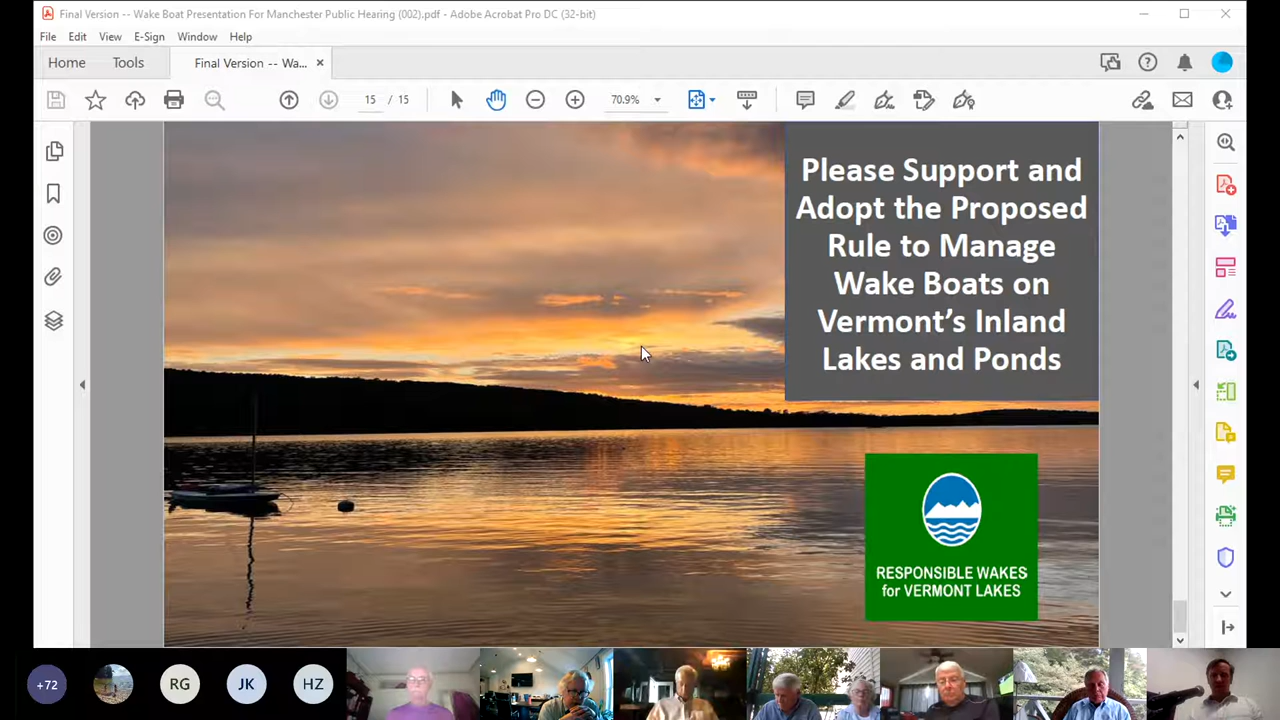 Final Version -- Wake Boat Presentation For Manchester Public Hearing (002).pdf - Adobe Acrobat Pro DC (32-bit)
File Edit View E-Sign Window Help
Home Tools Final Version -- Wa... ×
15 / 15 70.9%
Please Support and
Adopt the Proposed
Rule to Manage
Wake Boats on
Vermont's Inland
Lakes and Ponds
RESPONSIBLE WAKES
for VERMONT LAKES
+72 RG JK HZ